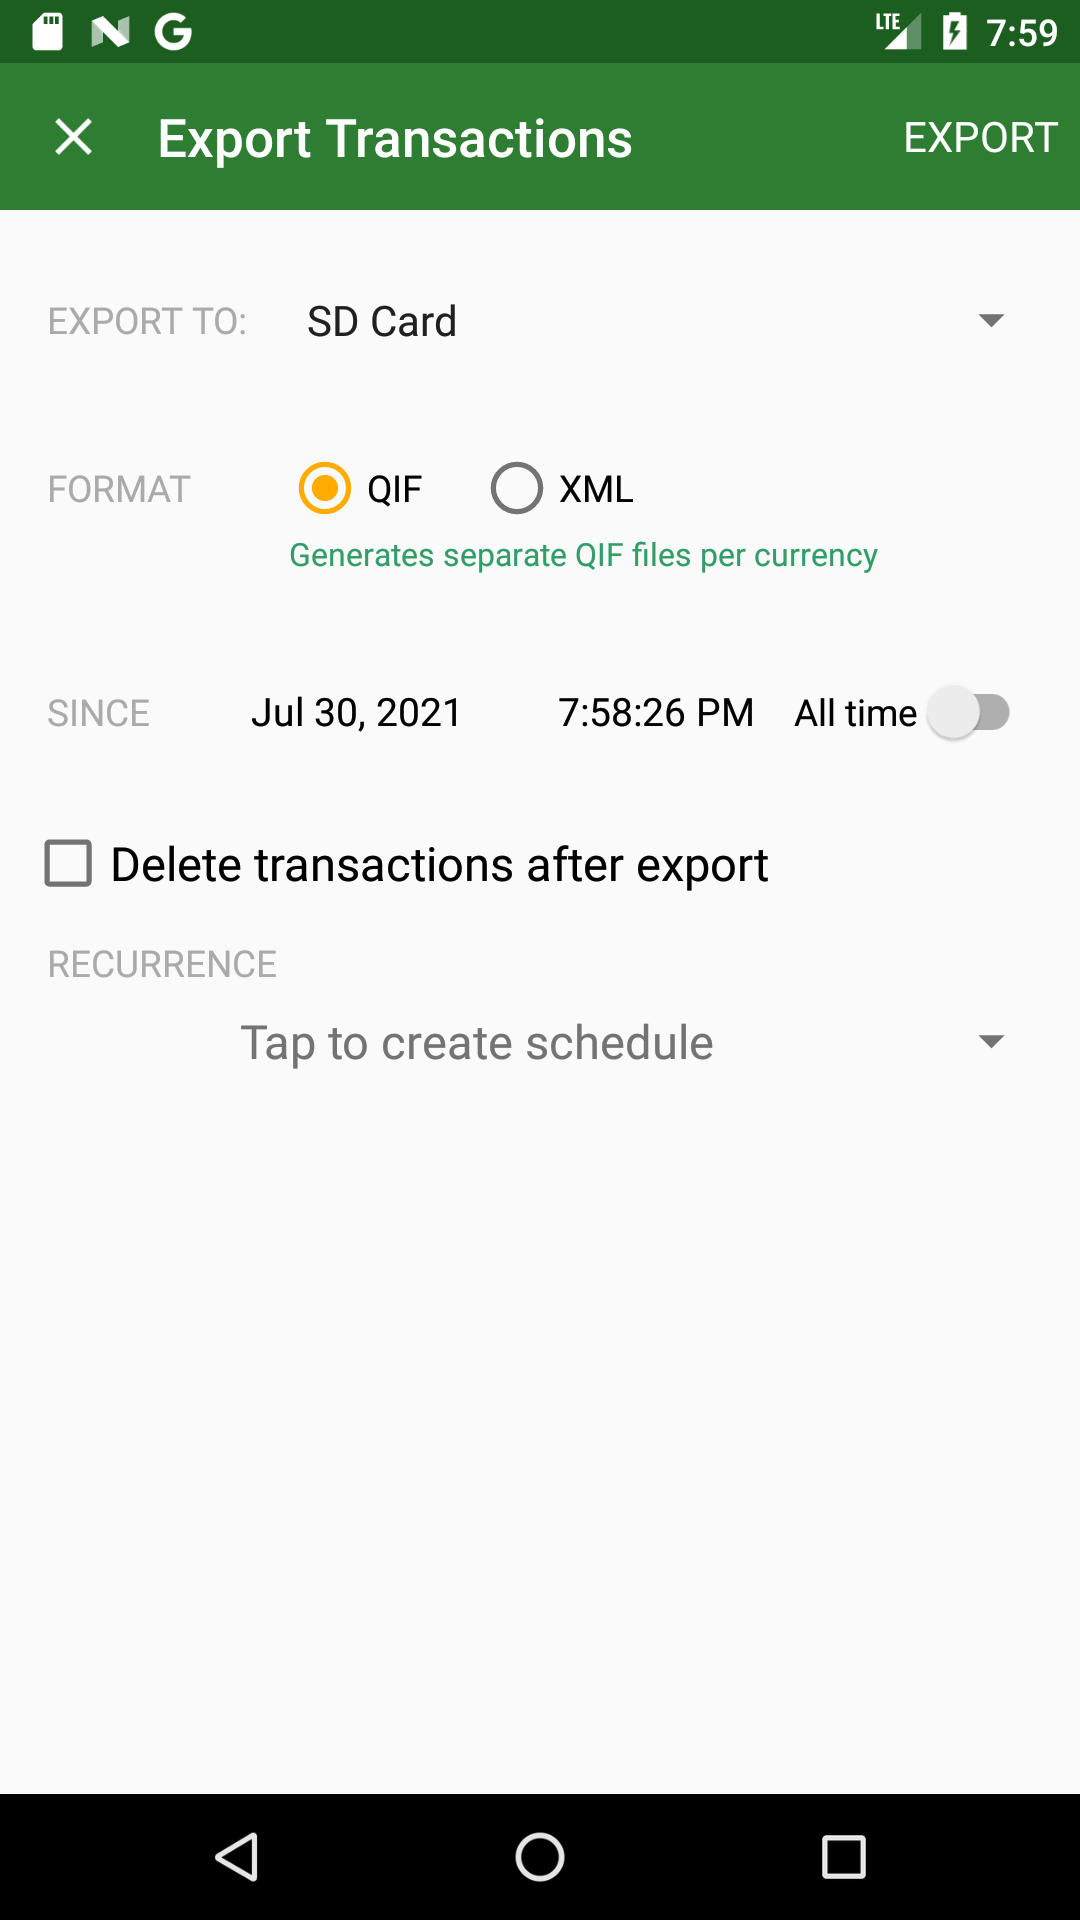 LTE 7:59
Export Transactions EXPORT
EXPORT TO: SD Card
FORMAT QIF XML
Generates separate QIF files per currency
SINCE Jul 30, 2021 7:58:26 PM All time
Delete transactions after export
RECURRENCE
Tap to create schedule